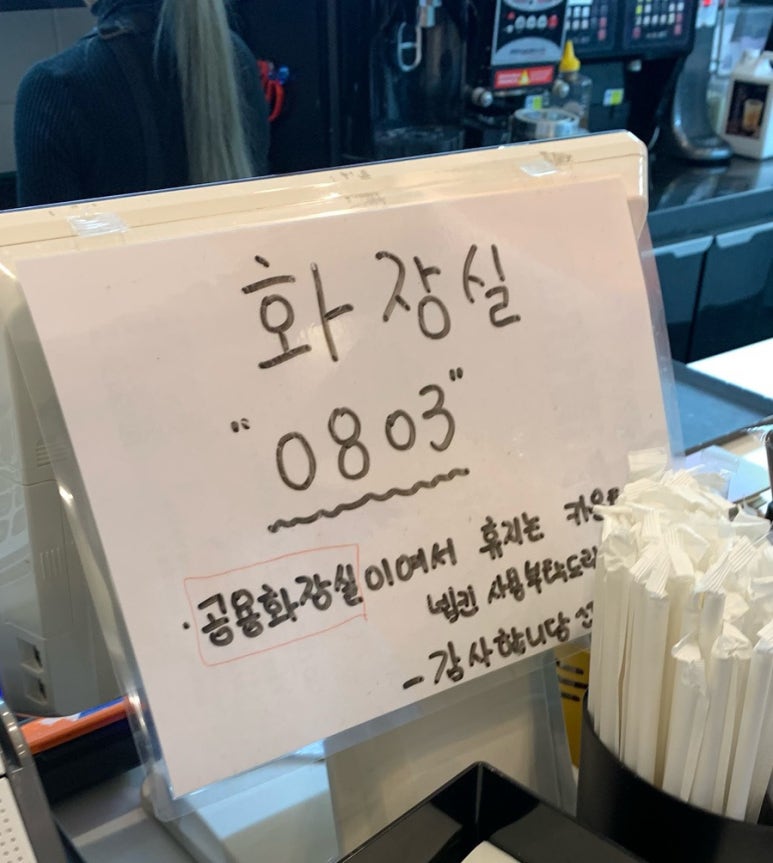 화장실
"0803"
· 공용화장실이여서 휴지는
냅킨 사용부탁드리
- 감사합니당